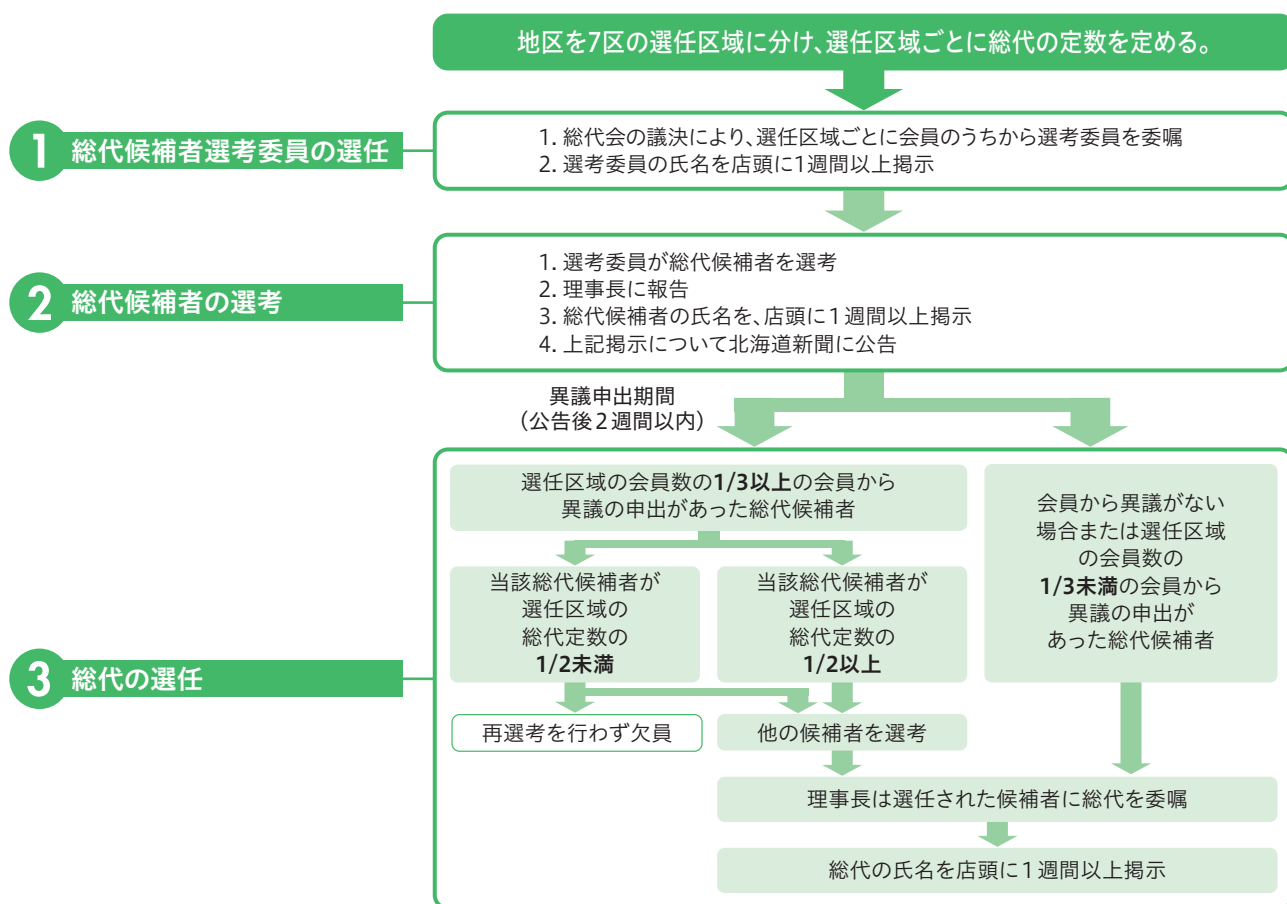 地区を7区の選任区域に分け、選任区域ごとに総代の定数を定める。
1 総代候補者選考委員の選任
1. 総代会の議決により、選任区域ごとに会員のうちから選考委員を委嘱
2. 選考委員の氏名を店頭に1週間以上掲示
2 総代候補者の選考
1. 選考委員が総代候補者を選考
2. 理事長に報告
3. 総代候補者の氏名を、店頭に1週間以上掲示
4. 上記掲示について北海道新聞に公告
異議申出期間
(公告後2週間以内)
3 総代の選任
選任区域の会員数の1/3以上の会員から
異議の申出があった総代候補者
当該総代候補者が
選任区域の
総代定数の
1/2未満
当該総代候補者が
選任区域の
総代定数の
1/2以上
会員から異議がない
場合または選任区域
の会員数の
1/3未満の会員から
異議の申出が
あった総代候補者
再選考を行わず欠員
他の候補者を選考
理事長は選任された候補者に総代を委嘱
総代の氏名を店頭に1週間以上掲示